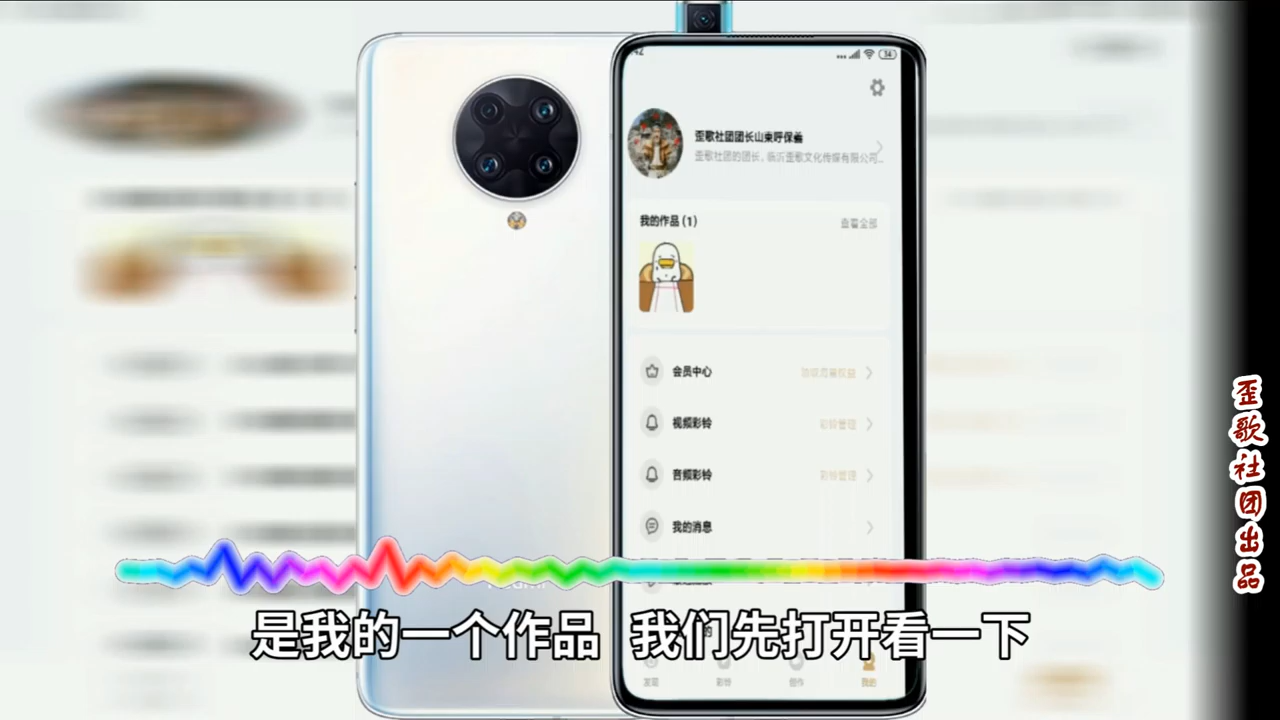 34
歪歌社团团长山東呼保義
歪歌社团的团长,临沂歪歌文化传媒有限公司...
我的作品 (1)
查看全部
会员中心
视频彩铃
彩铃管理
音频彩铃
彩铃管理
我的消息
是我的一个作品 我们先打开看一下
发现
彩铃
创作
我的
歪歌社团出品